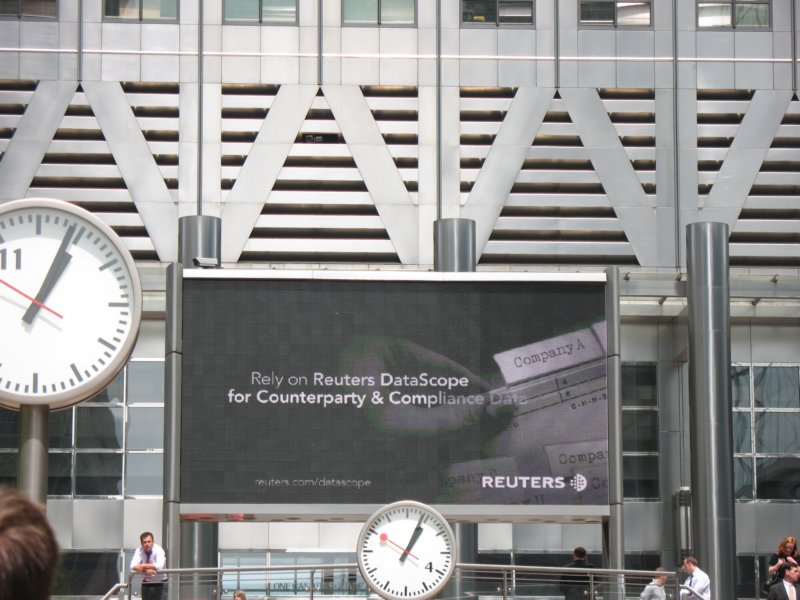 11
Rely on Reuters DataScope
for Counterparty & Compliance Data
Company A
reuters.com/datascope
REUTERS
4